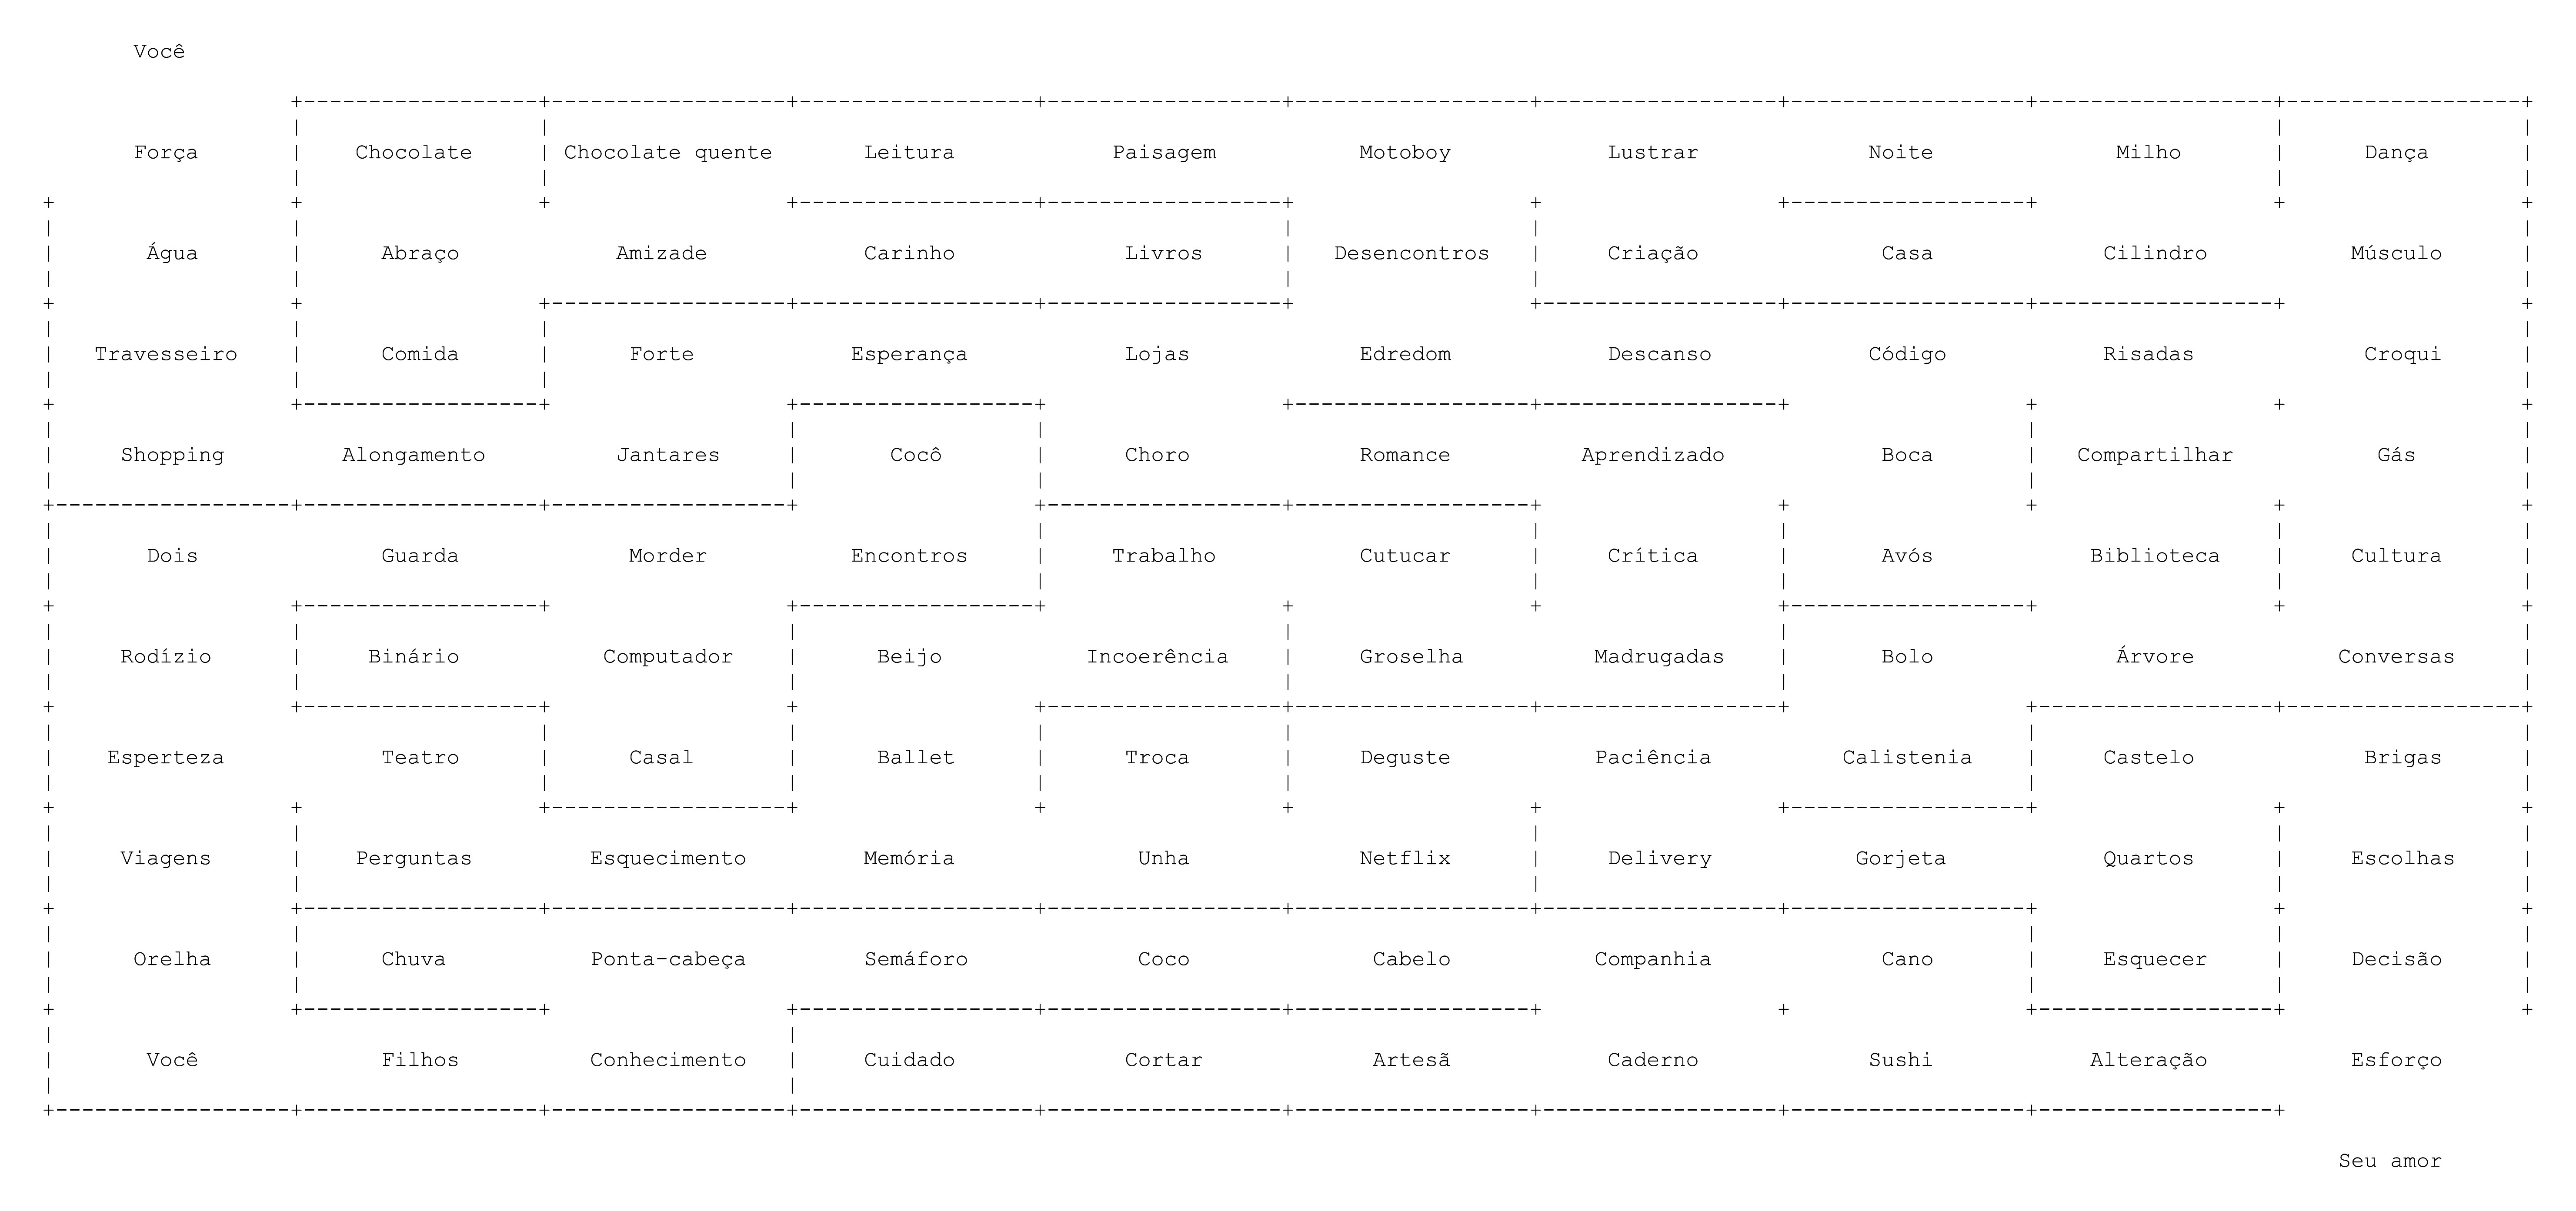 Você
Força Chocolate Chocolate quente Leitura Paisagem Motoboy Lustrar Noite Milho Dança
Água Abraço Amizade Carinho Livros Desencontros Criação Casa Cilindro Músculo
Travesseiro Comida Forte Esperança Lojas Edredom Descanso Código Risadas Croqui
Shopping Alongamento Jantares Cocô Choro Romance Aprendizado Boca Compartilhar Gás
Dois Guarda Morder Encontros Trabalho Cutucar Crítica Avós Biblioteca Cultura
Rodízio Binário Computador Beijo Incoerência Groselha Madrugadas Bolo Árvore Conversas
Esperteza Teatro Casal Ballet Troca Deguste Paciência Calistenia Castelo Brigas
Viagens Perguntas Esquecimento Memória Unha Netflix Delivery Gorjeta Quartos Escolhas
Orelha Chuva Ponta-cabeça Semáforo Coco Cabelo Companhia Cano Esquecer Decisão
Você Filhos Conhecimento Cuidado Cortar Artesã Caderno Sushi Alteração Esforço
Seu amor